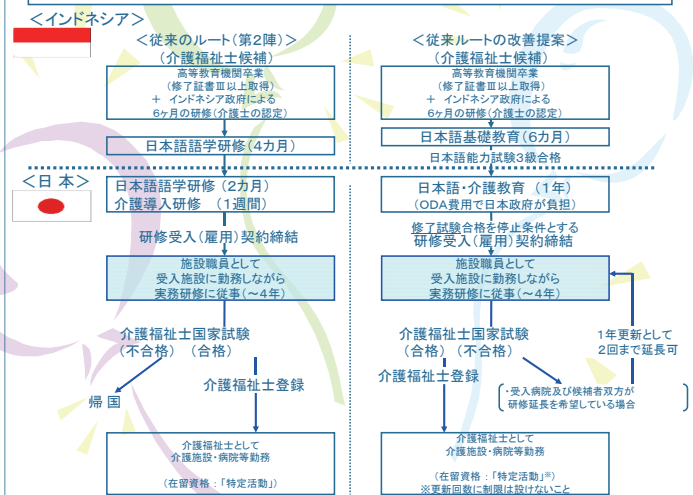 ＜インドネシア＞
＜従来のルート（第2陣）＞
（介護福祉士候補）
高等教育機関卒業
（修了証書Ⅲ以上取得）
＋ インドネシア政府による
6ヶ月の研修（介護士の認定）
日本語語学研修（4カ月）
＜従来ルートの改善提案＞
（介護福祉士候補）
高等教育機関卒業
（修了証書Ⅲ以上取得）
＋ インドネシア政府による
6ヶ月の研修（介護士の認定）
日本語基礎教育（6カ月）
日本語能力試験3級合格
＜日 本＞
日本語語学研修（2カ月）
介護導入研修 （1週間）
研修受入（雇用）契約締結
施設職員として
受入施設に勤務しながら
実務研修に従事（～4年）
介護福祉士国家試験
（不合格）（合格）
帰 国
介護福祉士登録
介護福祉士として
介護施設・病院等勤務
（在留資格：「特定活動」）
日本語・介護教育 （1年）
（ODA費用で日本政府が負担）
修了試験合格を停止条件とする
研修受入（雇用）契約締結
施設職員として
受入施設に勤務しながら
実務研修に従事（～4年）
介護福祉士国家試験
（合格）（不合格）
1年更新として
2回まで延長可
介護福祉士登録
・受入病院及び候補者双方が
研修延長を希望している場合
介護福祉士として
介護施設・病院等勤務
（在留資格：「特定活動」※）
※更新回数に制限は設けないこと